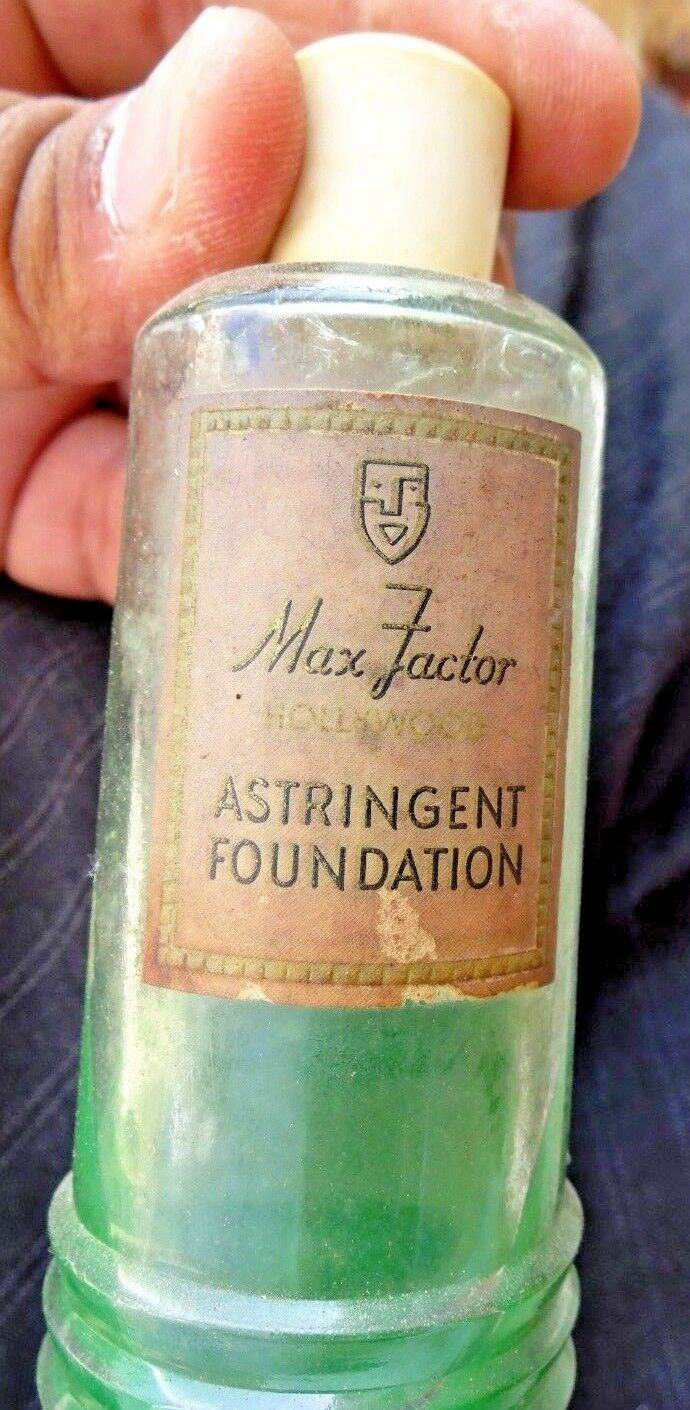 Max Factor
HOLLYWOOD
ASTRINGENT
FOUNDATION